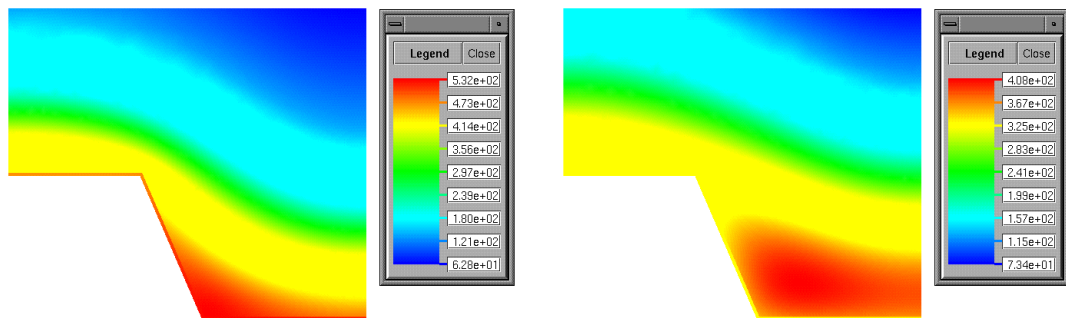 Legend Close
5.32e+02
4.73e+02
4.14e+02
3.56e+02
2.97e+02
2.39e+02
1.80e+02
1.21e+02
6.28e+01
Legend Close
4.08e+02
3.67e+02
3.25e+02
2.83e+02
2.41e+02
1.99e+02
1.57e+02
1.15e+02
7.34e+01